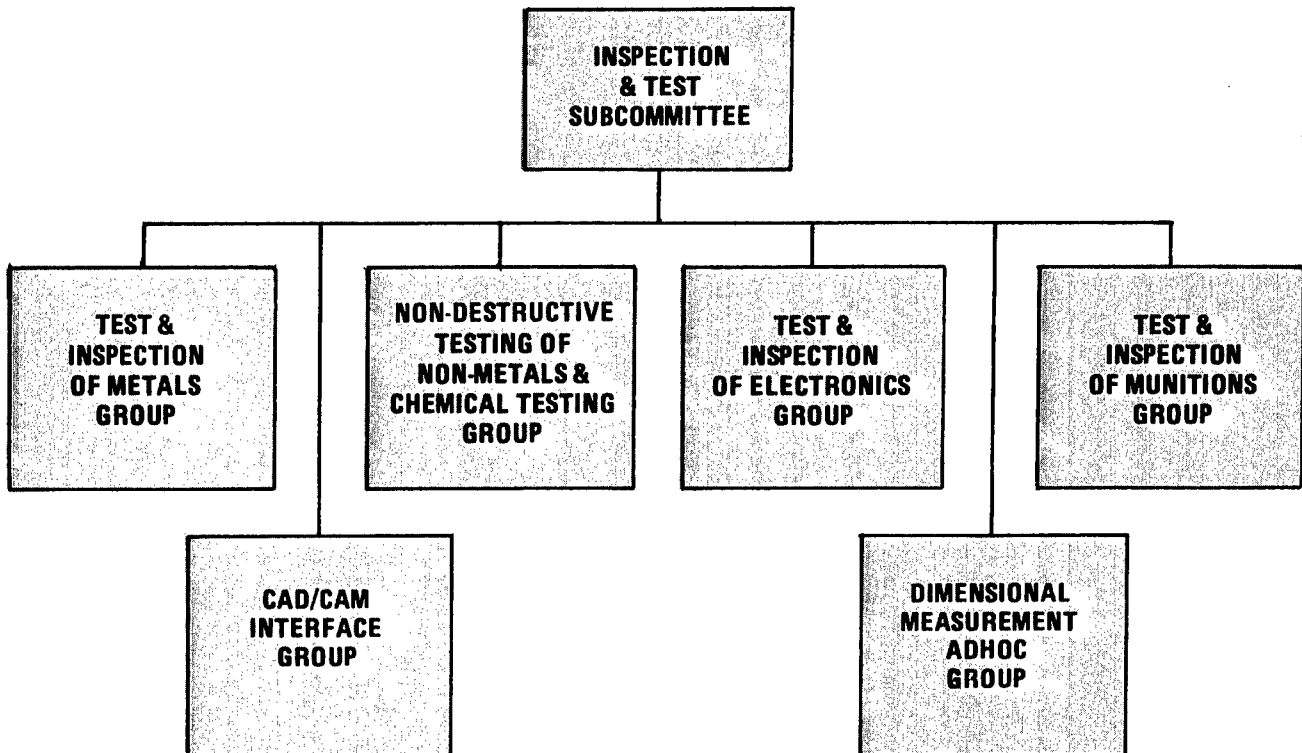 INSPECTION
& TEST
SUBCOMMITTEE
TEST &
INSPECTION
OF METALS
GROUP
NON-DESTRUCTIVE
TESTING OF
NON-METALS &
CHEMICAL TESTING
GROUP
TEST &
INSPECTION
OF ELECTRONICS
GROUP
TEST &
INSPECTION
OF MUNITIONS
GROUP
CAD/CAM
INTERFACE
GROUP
DIMENSIONAL
MEASUREMENT
ADHOC
GROUP